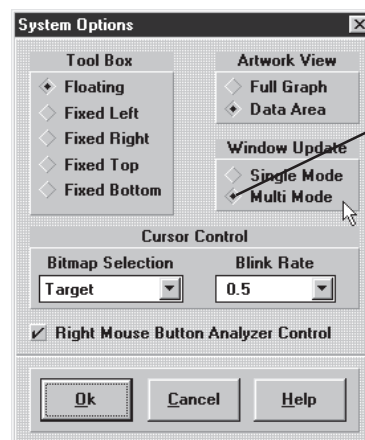 System Options
Tool Box
Floating
Fixed Left
Fixed Right
Fixed Top
Fixed Bottom
Artwork View
Full Graph
Data Area
Window Update
Single Mode
Multi Mode
Cursor Control
Bitmap Selection
Target
Blink Rate
0.5
Right Mouse Button Analyzer Control
Ok
Cancel
Help